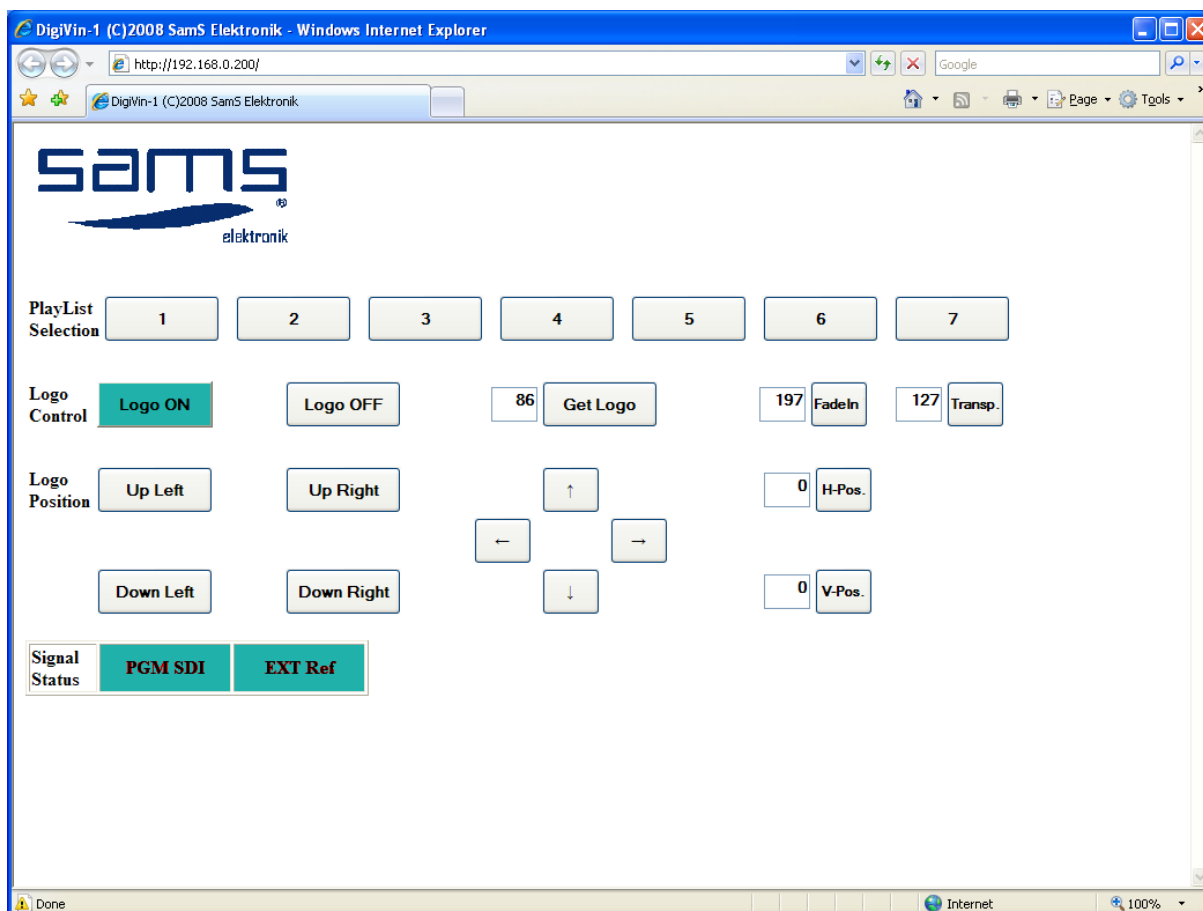 DigiVin-1 (C)2008 SamS Elektronik - Windows Internet Explorer
http://192.168.0.200/
Google
DigiVin-1 (C)2008 SamS Elektronik
Page Tools
sams
®
elektronik
PlayList
Selection
1 2 3 4 5 6 7
Logo
Control
Logo ON Logo OFF 86 Get Logo 197 FadeIn 127 Transp.
Logo
Position
Up Left Up Right ↑ 0 H-Pos.
← →
Down Left Down Right ↓ 0 V-Pos.
Signal
Status
PGM SDI EXT Ref
Done Internet 100%